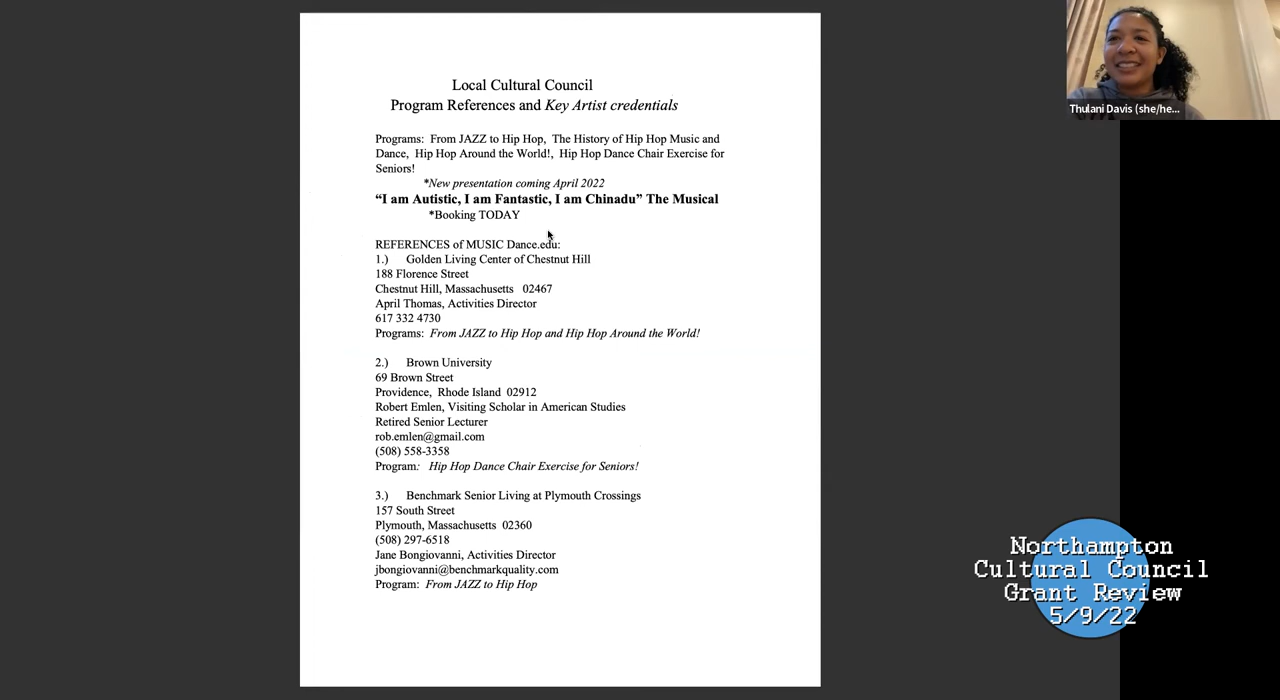 Local Cultural Council
Program References and Key Artist credentials
Programs: From JAZZ to Hip Hop, The History of Hip Hop Music and
Dance, Hip Hop Around the World!, Hip Hop Dance Chair Exercise for
Seniors!
*New presentation coming April 2022
“I am Autistic, I am Fantastic, I am Chinadu” The Musical
*Booking TODAY
REFERENCES of MUSIC Dance.edu:
1.) Golden Living Center of Chestnut Hill
188 Florence Street
Chestnut Hill, Massachusetts 02467
April Thomas, Activities Director
617 332 4730
Programs: From JAZZ to Hip Hop and Hip Hop Around the World!
2.) Brown University
69 Brown Street
Providence, Rhode Island 02912
Robert Emlen, Visiting Scholar in American Studies
Retired Senior Lecturer
rob.emlen@gmail.com
(508) 558-3358
Program: Hip Hop Dance Chair Exercise for Seniors!
3.) Benchmark Senior Living at Plymouth Crossings
157 South Street
Plymouth, Massachusetts 02360
(508) 297-6518
Jane Bongiovanni, Activities Director
jbongiovanni@benchmarkquality.com
Program: From JAZZ to Hip Hop
Thulani Davis (she/he...
Northampton
Cultural Council
Grant Review
5/9/22